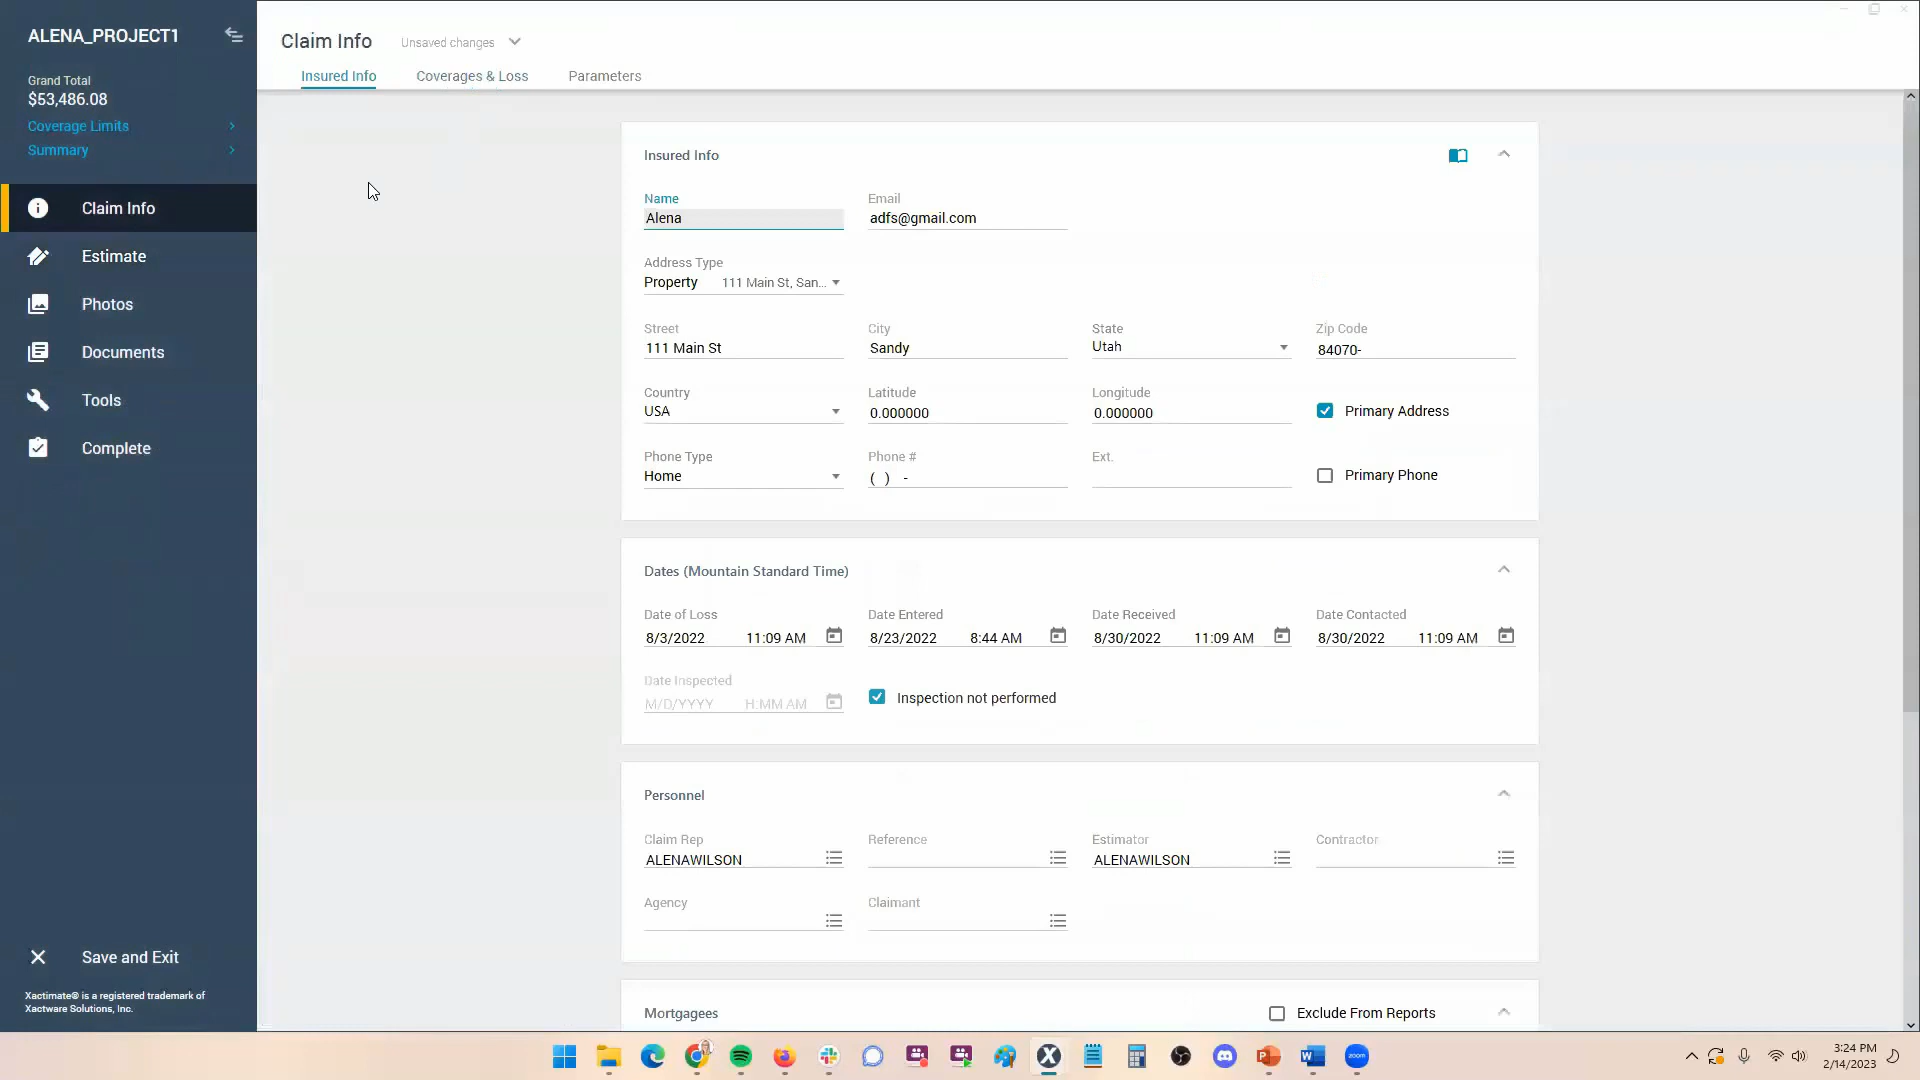 ALENA_PROJECT1
Grand Total
$53,486.08
Coverage Limits
Summary
Claim Info
Estimate
Photos
Documents
Tools
Complete
Save and Exit
Xactimate® is a registered trademark of
Xactware Solutions, Inc.
Claim Info Unsaved changes
Insured Info Coverages & Loss Parameters
Insured Info
Name Email
Alena adfs@gmail.com
Address Type
Property 111 Main St, San...
Street City State Zip Code
111 Main St Sandy Utah 84070-
Country Latitude Longitude
USA 0.000000 0.000000 Primary Address
Phone Type Phone # Ext.
Home ( ) - Primary Phone
Dates (Mountain Standard Time)
Date of Loss Date Entered Date Received Date Contacted
8/3/2022 11:09 AM 8/23/2022 8:44 AM 8/30/2022 11:09 AM 8/30/2022 11:09 AM
Date Inspected
M/D/YYYY H:MM AM Inspection not performed
Personnel
Claim Rep Reference Estimator Contractor
ALENAWILSON ALENAWILSON
Agency Claimant
Mortgagees Exclude From Reports
zoom
3:24 PM
2/14/2023